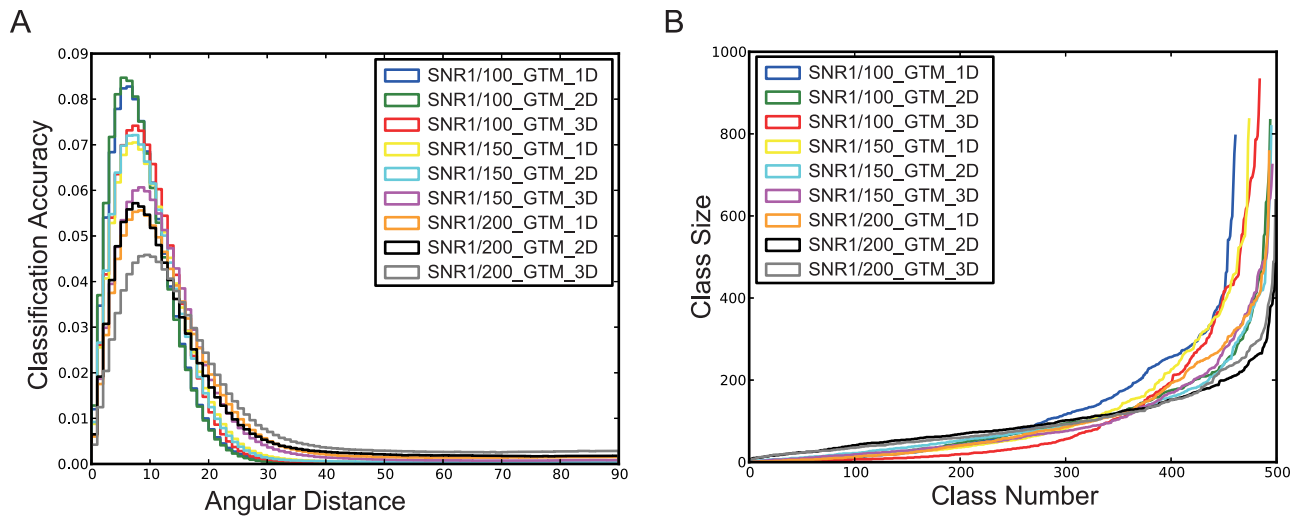 A
Classification Accuracy
0.09
0.08
0.07
0.06
0.05
0.04
0.03
0.02
0.01
0.00
0
10
20
30
40
50
60
70
80
90
Angular Distance
SNR1/100_GTM_1D
SNR1/100_GTM_2D
SNR1/100_GTM_3D
SNR1/150_GTM_1D
SNR1/150_GTM_2D
SNR1/150_GTM_3D
SNR1/200_GTM_1D
SNR1/200_GTM_2D
SNR1/200_GTM_3D
B
Class Size
1000
800
600
400
200
0
0
100
200
300
400
500
Class Number
SNR1/100_GTM_1D
SNR1/100_GTM_2D
SNR1/100_GTM_3D
SNR1/150_GTM_1D
SNR1/150_GTM_2D
SNR1/150_GTM_3D
SNR1/200_GTM_1D
SNR1/200_GTM_2D
SNR1/200_GTM_3D